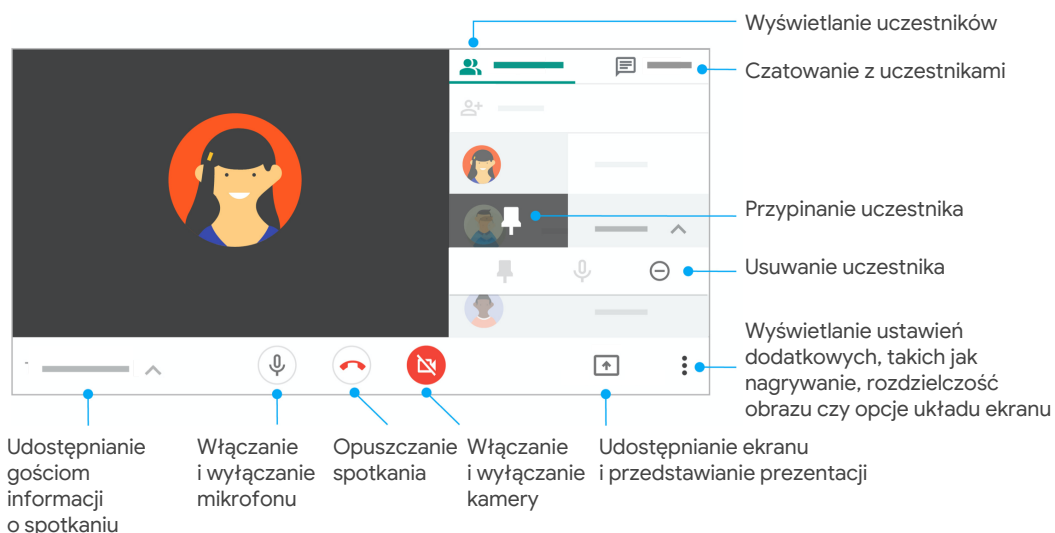 Wyświetlanie uczestników
Czatowanie z uczestnikami
Przypinanie uczestnika
Usuwanie uczestnika
Wyświetlanie ustawień
dodatkowych, takich jak
nagrywanie, rozdzielczość
obrazu czy opcje układu ekranu
Udostępnianie
gościom
informacji
o spotkaniu
Włączanie
i wyłączanie
mikrofonu
Opuszczanie
spotkania
Włączanie
i wyłączanie
kamery
Udostępnianie ekranu
i przedstawianie prezentacji